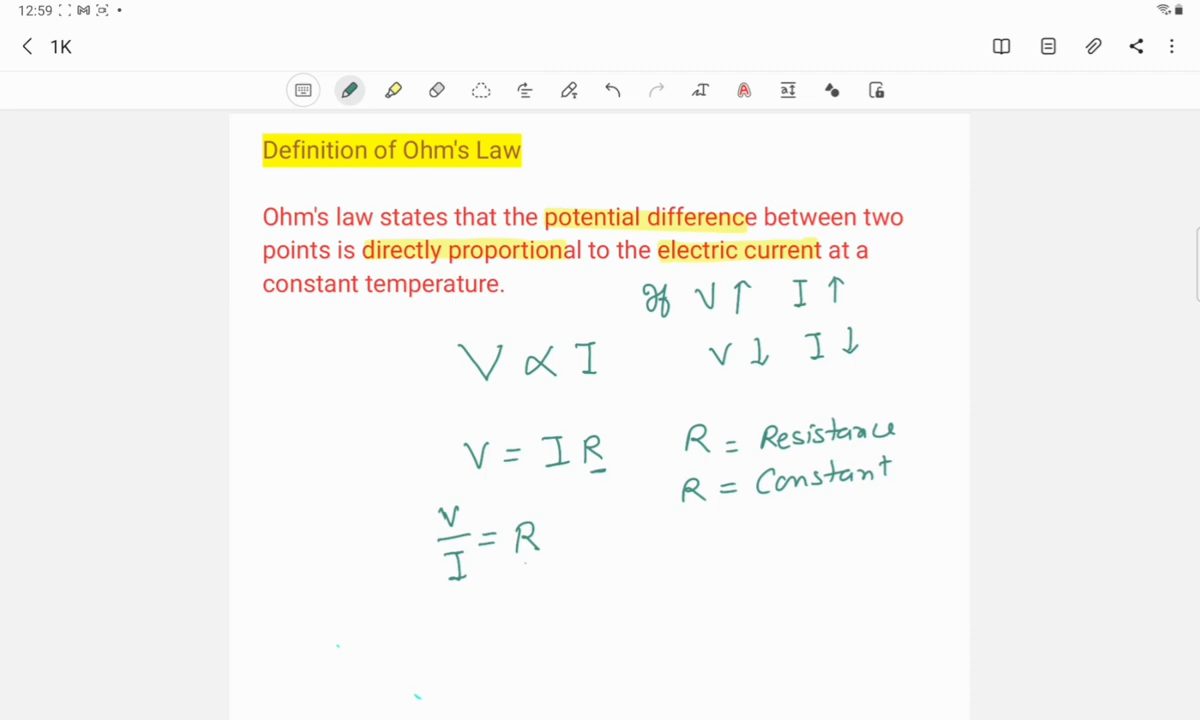 12:59
1K
Definition of Ohm's Law
Ohm's law states that the potential difference between two
points is directly proportional to the electric current at a
constant temperature.
If V↑ I↑
V↓ I↓
V ∝ I
V = I R
R = Resistance
R = Constant
V/I = R